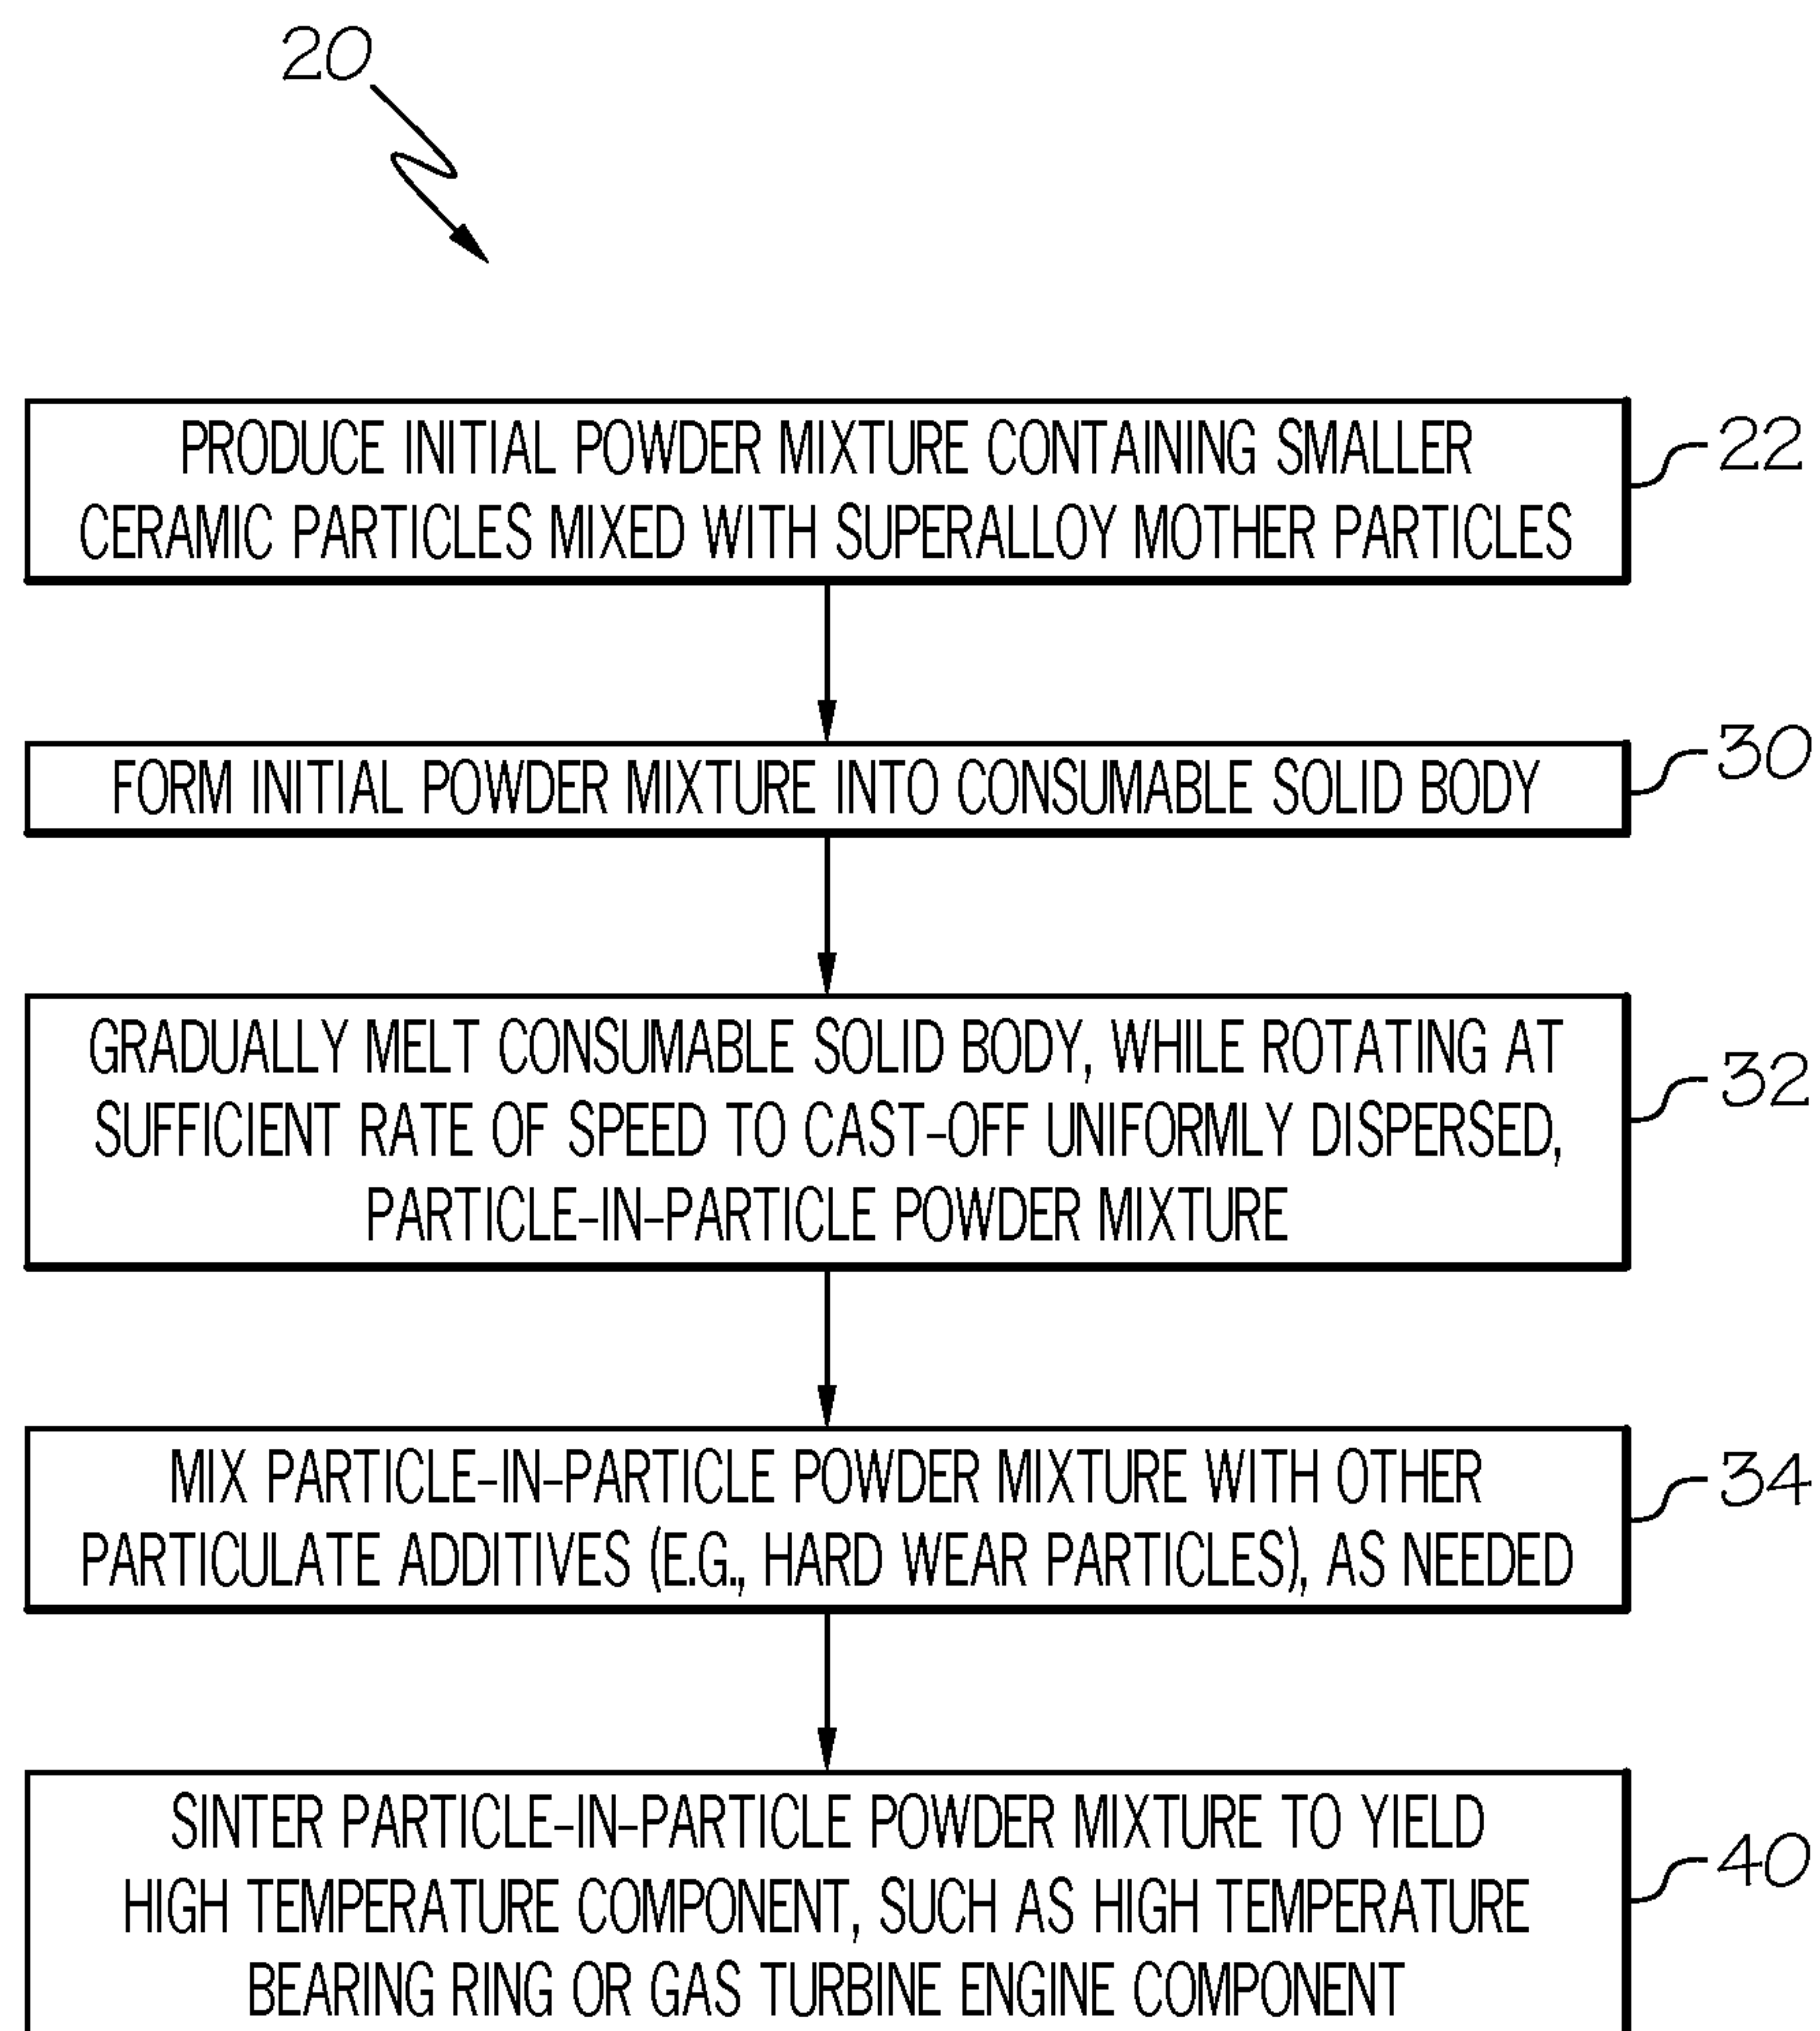 20
PRODUCE INITIAL POWDER MIXTURE CONTAINING SMALLER
CERAMIC PARTICLES MIXED WITH SUPERALLOY MOTHER PARTICLES
22
FORM INITIAL POWDER MIXTURE INTO CONSUMABLE SOLID BODY
30
GRADUALLY MELT CONSUMABLE SOLID BODY, WHILE ROTATING AT
SUFFICIENT RATE OF SPEED TO CAST-OFF UNIFORMLY DISPERSED,
PARTICLE-IN-PARTICLE POWDER MIXTURE
32
MIX PARTICLE-IN-PARTICLE POWDER MIXTURE WITH OTHER
PARTICULATE ADDITIVES (E.G., HARD WEAR PARTICLES), AS NEEDED
34
SINTER PARTICLE-IN-PARTICLE POWDER MIXTURE TO YIELD
HIGH TEMPERATURE COMPONENT, SUCH AS HIGH TEMPERATURE
BEARING RING OR GAS TURBINE ENGINE COMPONENT
40